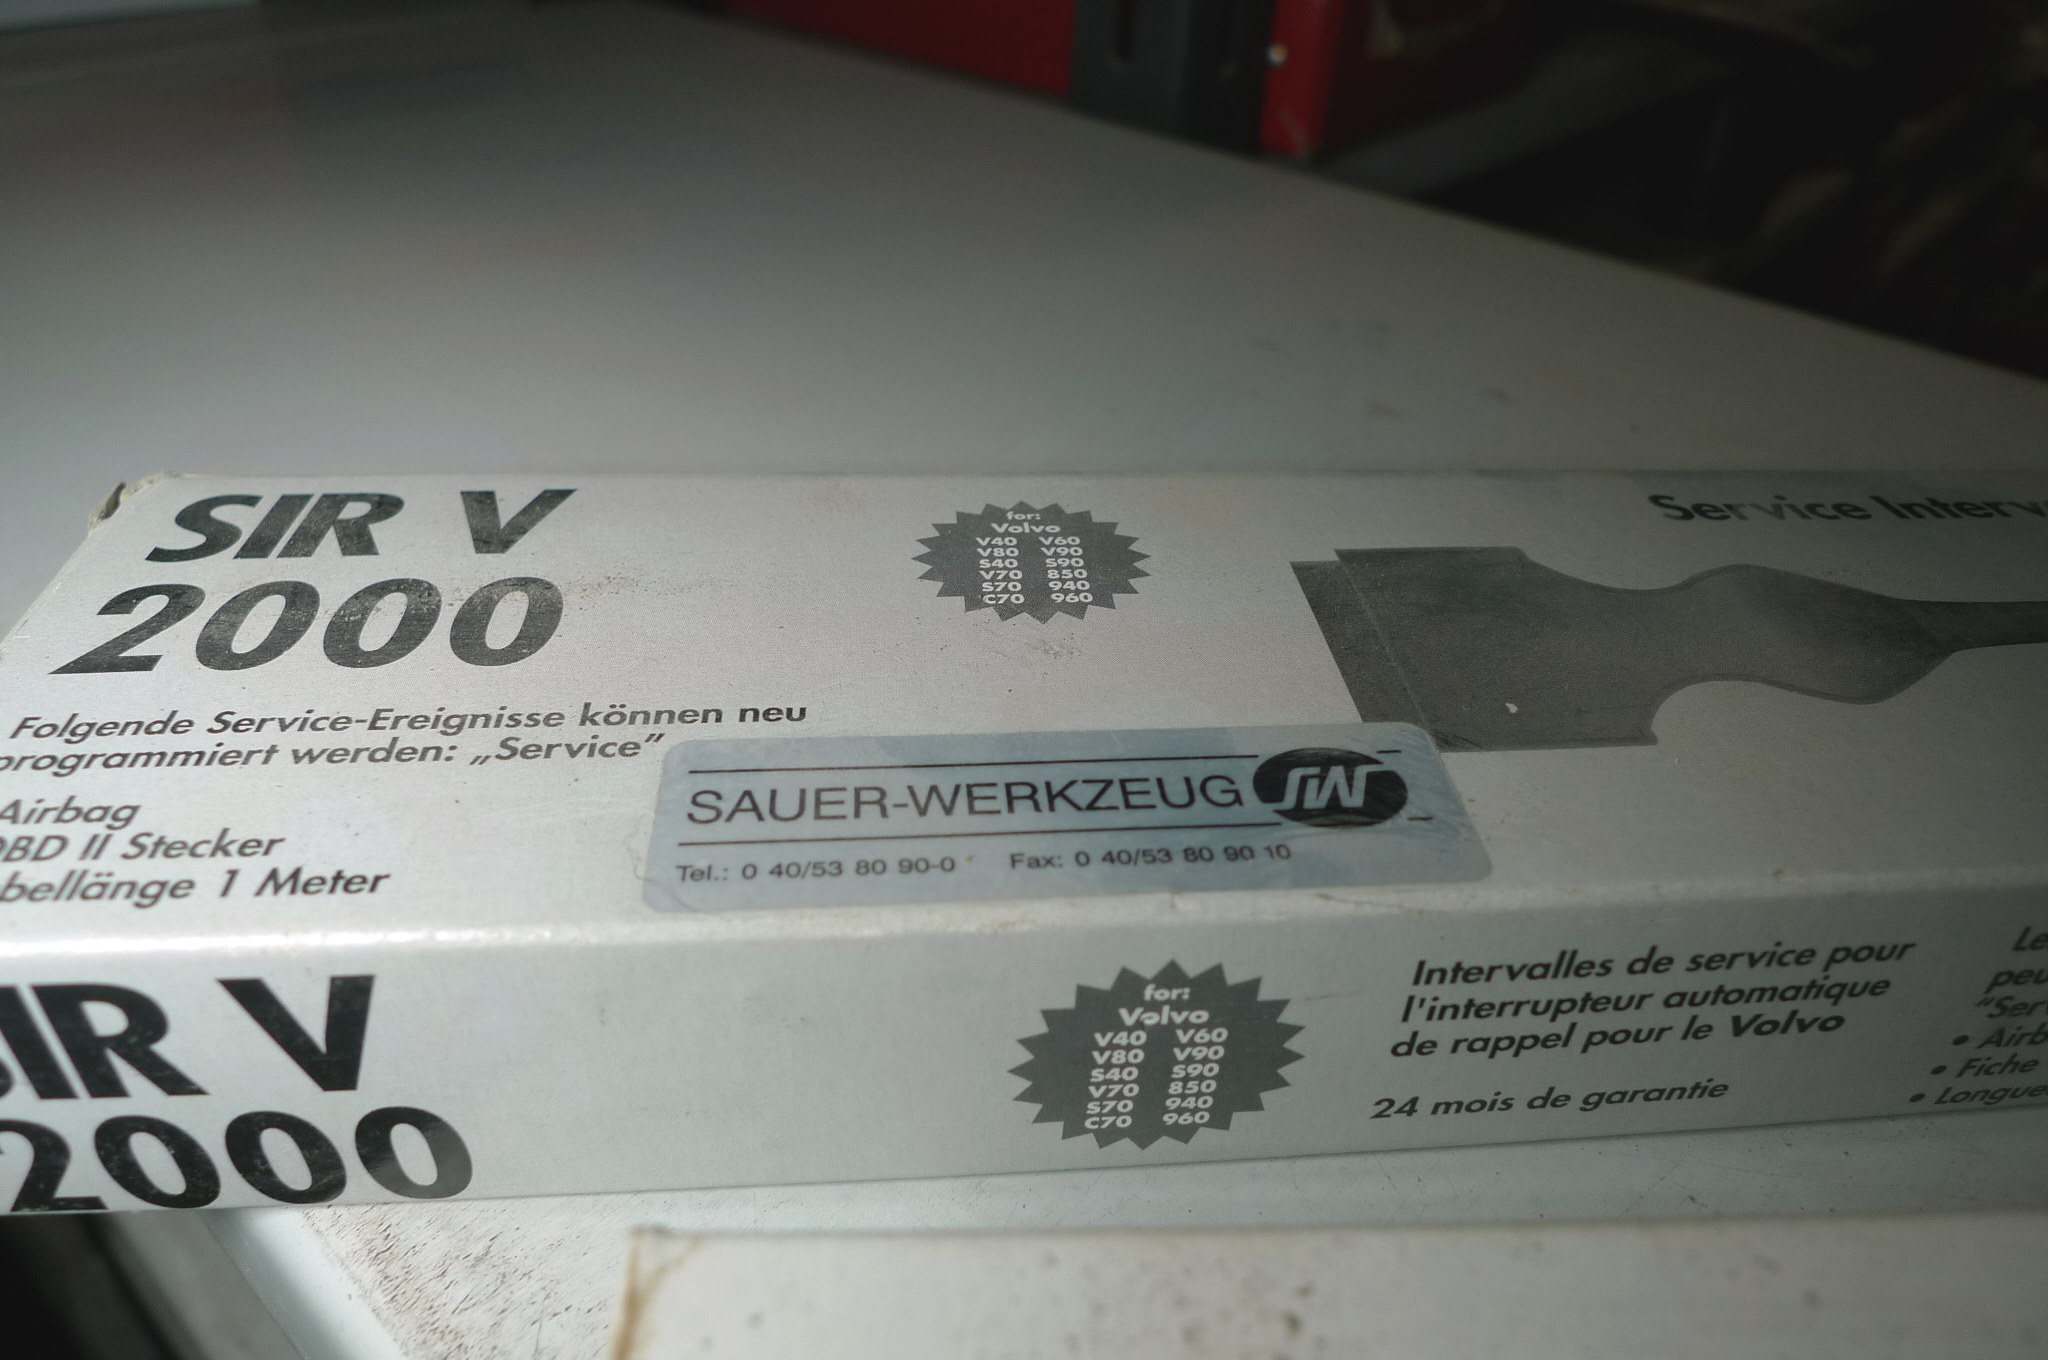 SIR V
2000
for:
Volvo
V40 V60
V80 V90
S40 S90
V70 850
S70 940
C70 960
Service
Folgende Service-Ereignisse können neu
programmiert werden: „Service”
Airbag
OBD II Stecker
1 Meter
SAUER-WERKZEUG SW
Tel.: 0 40/53 80 90-0 Fax: 0 40/53 80 90 10
SIR V
2000
for:
Volvo
V40 V60
V80 V90
S40 S90
V70 850
S70 940
C70 960
Intervalles de service pour
l'interrupteur automatique
de rappel pour le Volvo
24 mois de garantie
• Fiche